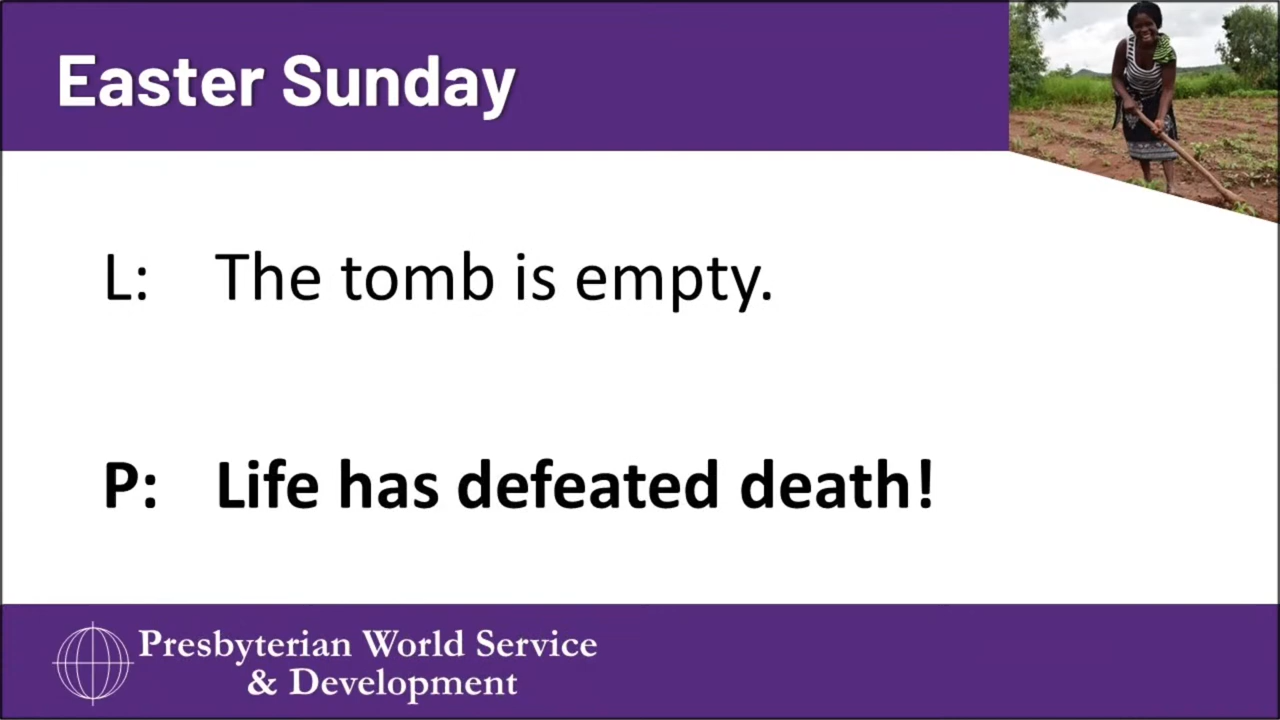 Easter Sunday
L: The tomb is empty.
P: Life has defeated death!
Presbyterian World Service
& Development